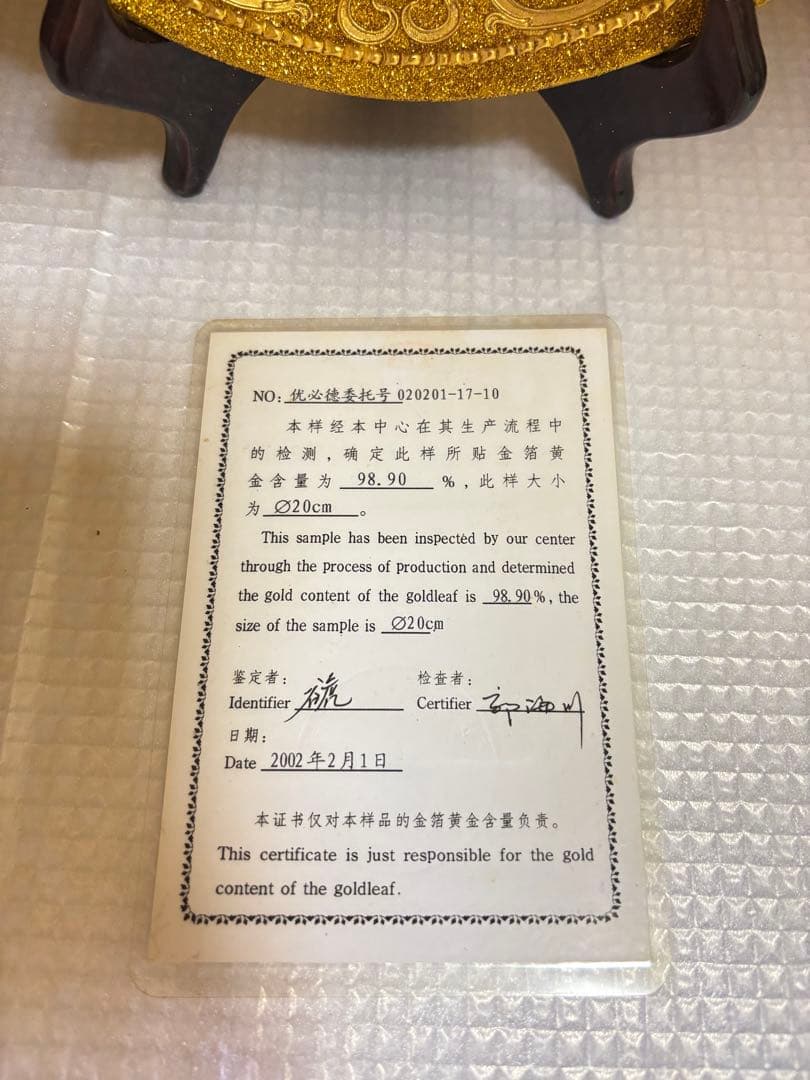 NO: 优必德委托号 020201-17-10
本样经本中心在其生产流程中
的检测,确定此样所贴金箔黄
金含量为 98.90 %,此样大小
为 ∅20cm 。
This sample has been inspected by our center
through the process of production and determined
the gold content of the goldleaf is 98.90%, the
size of the sample is ∅20cm
鉴定者: 检查者:
Identifier Certifier
日期:
Date 2002年2月1日
本证书仅对本样品的金箔黄金含量负责。
This certificate is just responsible for the gold
content of the goldleaf.